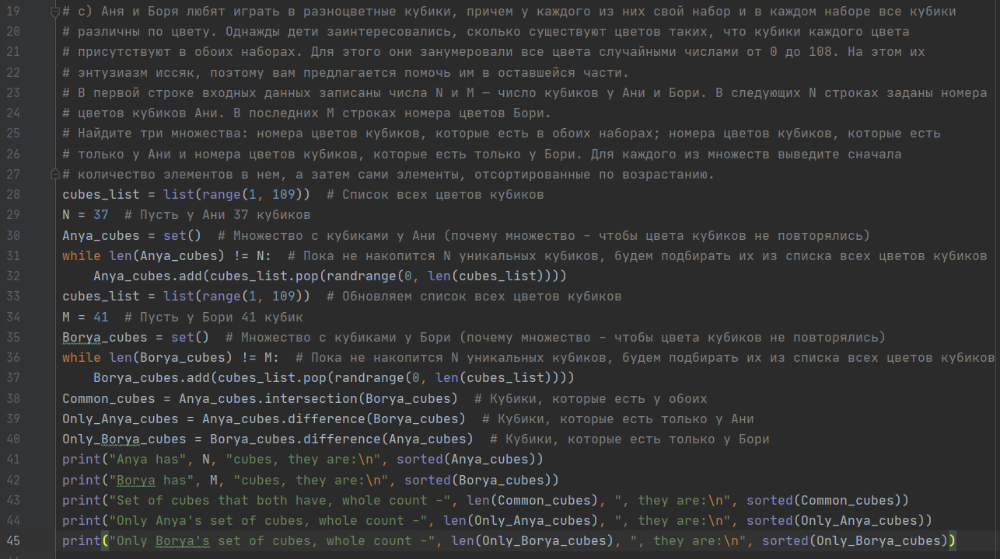 19 # c) Аня и Боря любят играть в разноцветные кубики, причем у каждого из них свой набор и в каждом наборе все кубики
20 # различны по цвету. Однажды дети заинтересовались, сколько существуют цветов таких, что кубики каждого цвета
21 # присутствуют в обоих наборах. Для этого они занумеровали все цвета случайными числами от 0 до 108. На этом их
22 # энтузиазм иссяк, поэтому вам предлагается помочь им в оставшейся части.
23 # В первой строке входных данных записаны числа N и M — число кубиков у Ани и Бори. В следующих N строках заданы номера
24 # цветов кубиков Ани. В последних M строках номера цветов Бори.
25 # Найдите три множества: номера цветов кубиков, которые есть в обоих наборах; номера цветов кубиков, которые есть
26 # только у Ани и номера цветов кубиков, которые есть только у Бори. Для каждого из множеств выведите сначала
27 # количество элементов в нем, а затем сами элементы, отсортированные по возрастанию.
28 cubes_list = list(range(1, 109))  # Список всех цветов кубиков
29 N = 37  # Пусть у Ани 37 кубиков
30 Anya_cubes = set()  # Множество с кубиками у Ани (почему множество - чтобы цвета кубиков не повторялись)
31 while len(Anya_cubes) != N:  # Пока не накопится N уникальных кубиков, будем подбирать их из списка всех цветов кубиков
32     Anya_cubes.add(cubes_list.pop(randrange(0, len(cubes_list))))
33 cubes_list = list(range(1, 109))  # Обновляем список всех цветов кубиков
34 M = 41  # Пусть у Бори 41 кубик
35 Borya_cubes = set()  # Множество с кубиками у Бори (почему множество - чтобы цвета кубиков не повторялись)
36 while len(Borya_cubes) != M:  # Пока не накопится N уникальных кубиков, будем подбирать их из списка всех цветов кубиков
37     Borya_cubes.add(cubes_list.pop(randrange(0, len(cubes_list))))
38 Common_cubes = Anya_cubes.intersection(Borya_cubes)  # Кубики, которые есть у обоих
39 Only_Anya_cubes = Anya_cubes.difference(Borya_cubes)  # Кубики, которые есть только у Ани
40 Only_Borya_cubes = Borya_cubes.difference(Anya_cubes)  # Кубики, которые есть только у Бори
41 print("Anya has", N, "cubes, they are:\n", sorted(Anya_cubes))
42 print("Borya has", M, "cubes, they are:\n", sorted(Borya_cubes))
43 print("Set of cubes that both have, whole count -", len(Common_cubes), ", they are:\n", sorted(Common_cubes))
44 print("Only Anya's set of cubes, whole count -", len(Only_Anya_cubes), ", they are:\n", sorted(Only_Anya_cubes))
45 print("Only Borya's set of cubes, whole count -", len(Only_Borya_cubes), ", they are:\n", sorted(Only_Borya_cubes))